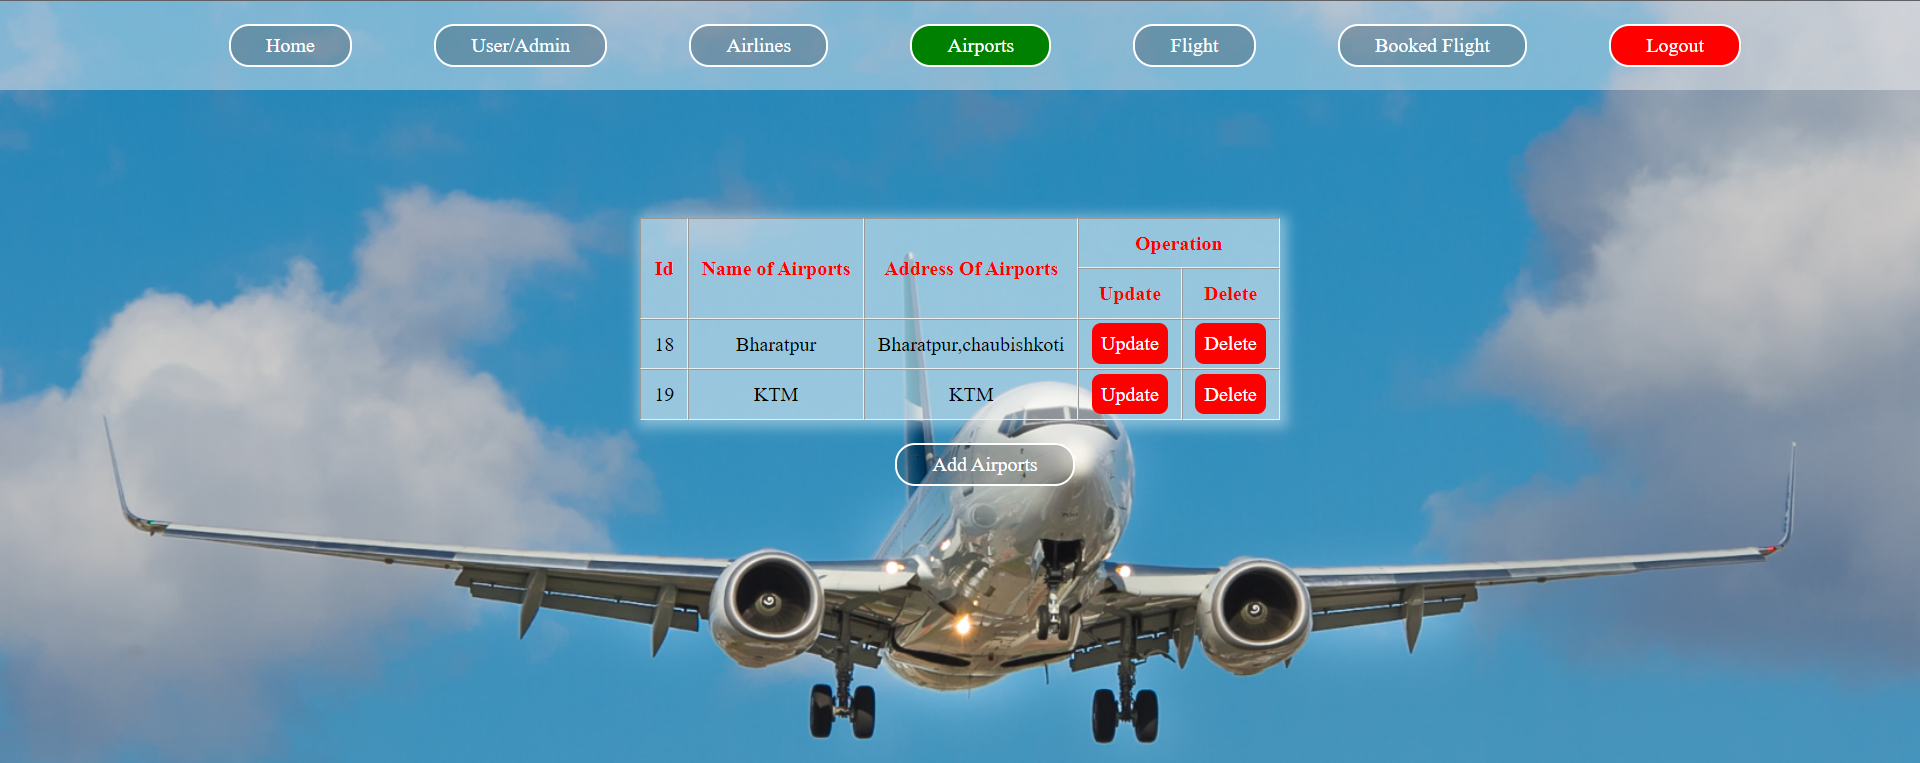 Home User/Admin Airlines Airports Flight Booked Flight Logout
Operation
Id Name of Airports Address Of Airports
Update Delete
18 Bharatpur Bharatpur,chaubishkoti Update Delete
19 KTM KTM Update Delete
Add Airports